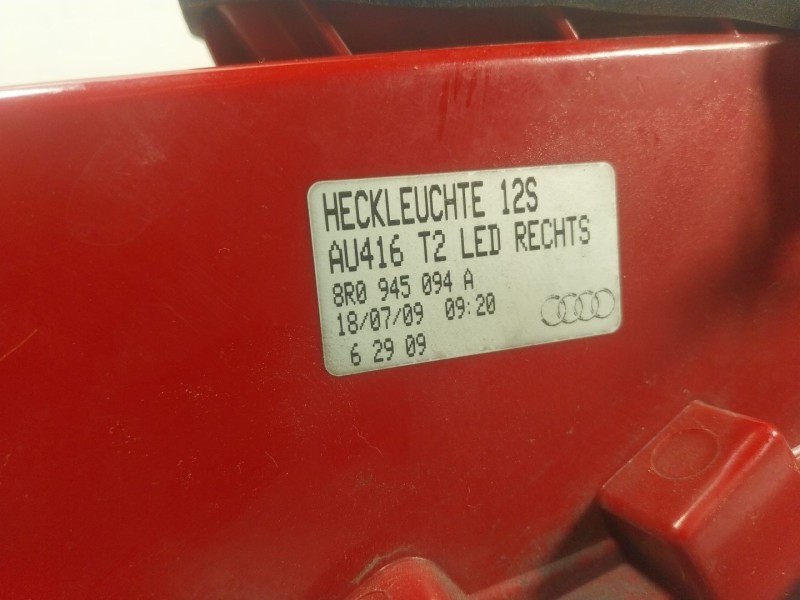 HECKLEUCHTE 12S
AU416 T2 LED RECHTS
8R0 945 094 A
18/07/09 09:20
6 29 09